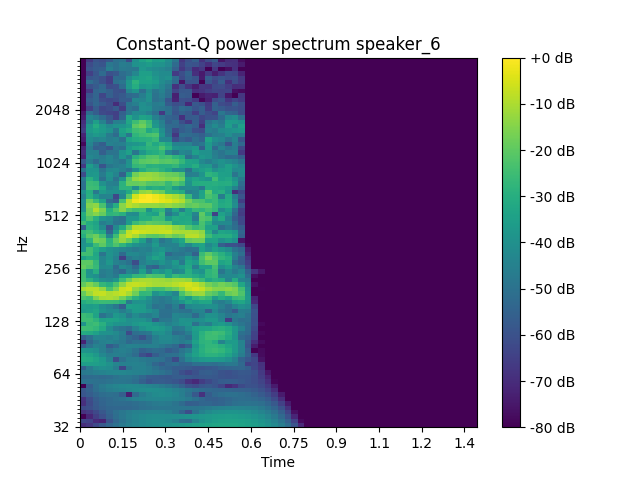 Constant-Q power spectrum speaker_6
+0 dB
2048
-10 dB
1024
-20 dB
512
-30 dB
Hz
-40 dB
256
-50 dB
128
-60 dB
64
-70 dB
32
-80 dB
0 0.15 0.3 0.45 0.6 0.75 0.9 1.1 1.2 1.4
Time